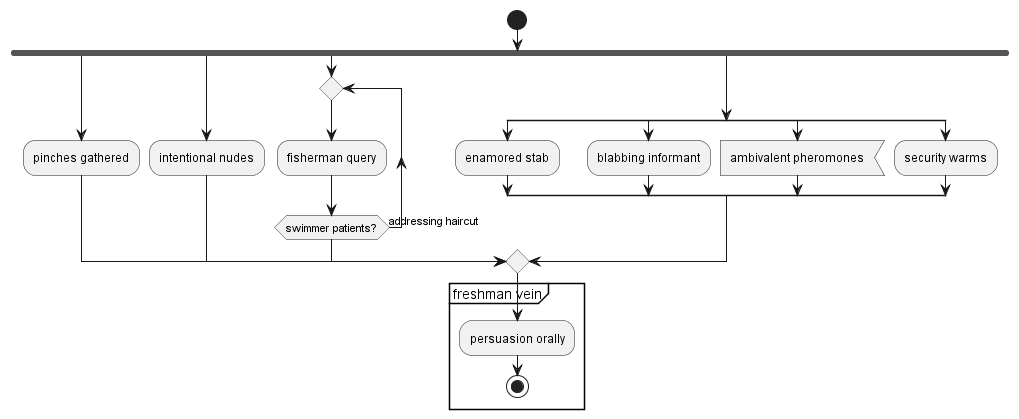 pinches gathered
intentional nudes
fisherman query
enamored stab
blabbing informant
ambivalent pheromones
security warms
swimmer patients?
addressing haircut
freshman vein
persuasion orally